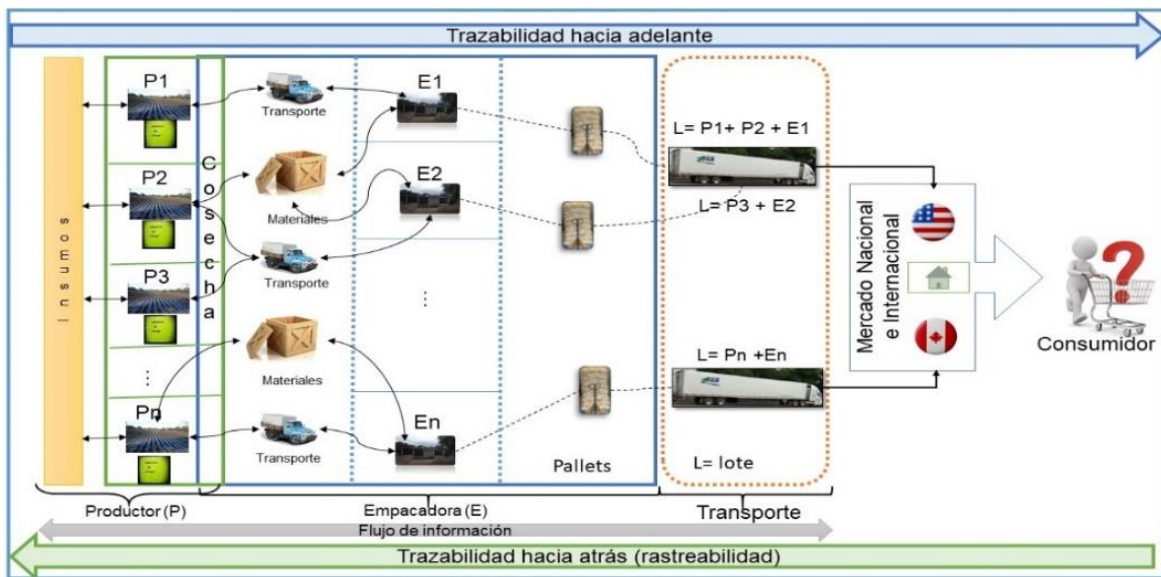 Trazabilidad hacia adelante
Insumos
P1
P2
P3
⋮
Pn
Cosecha
Transporte
Materiales
Transporte
Materiales
Transporte
E1
E2
⋮
En
Pallets
L= P1+ P2 + E1
L= P3 + E2
L= Pn +En
L= lote
Mercado Nacional
e Internacional
Consumidor
Productor (P)
Empacadora (E)
Transporte
Flujo de información
Trazabilidad hacia atrás (rastreabilidad)